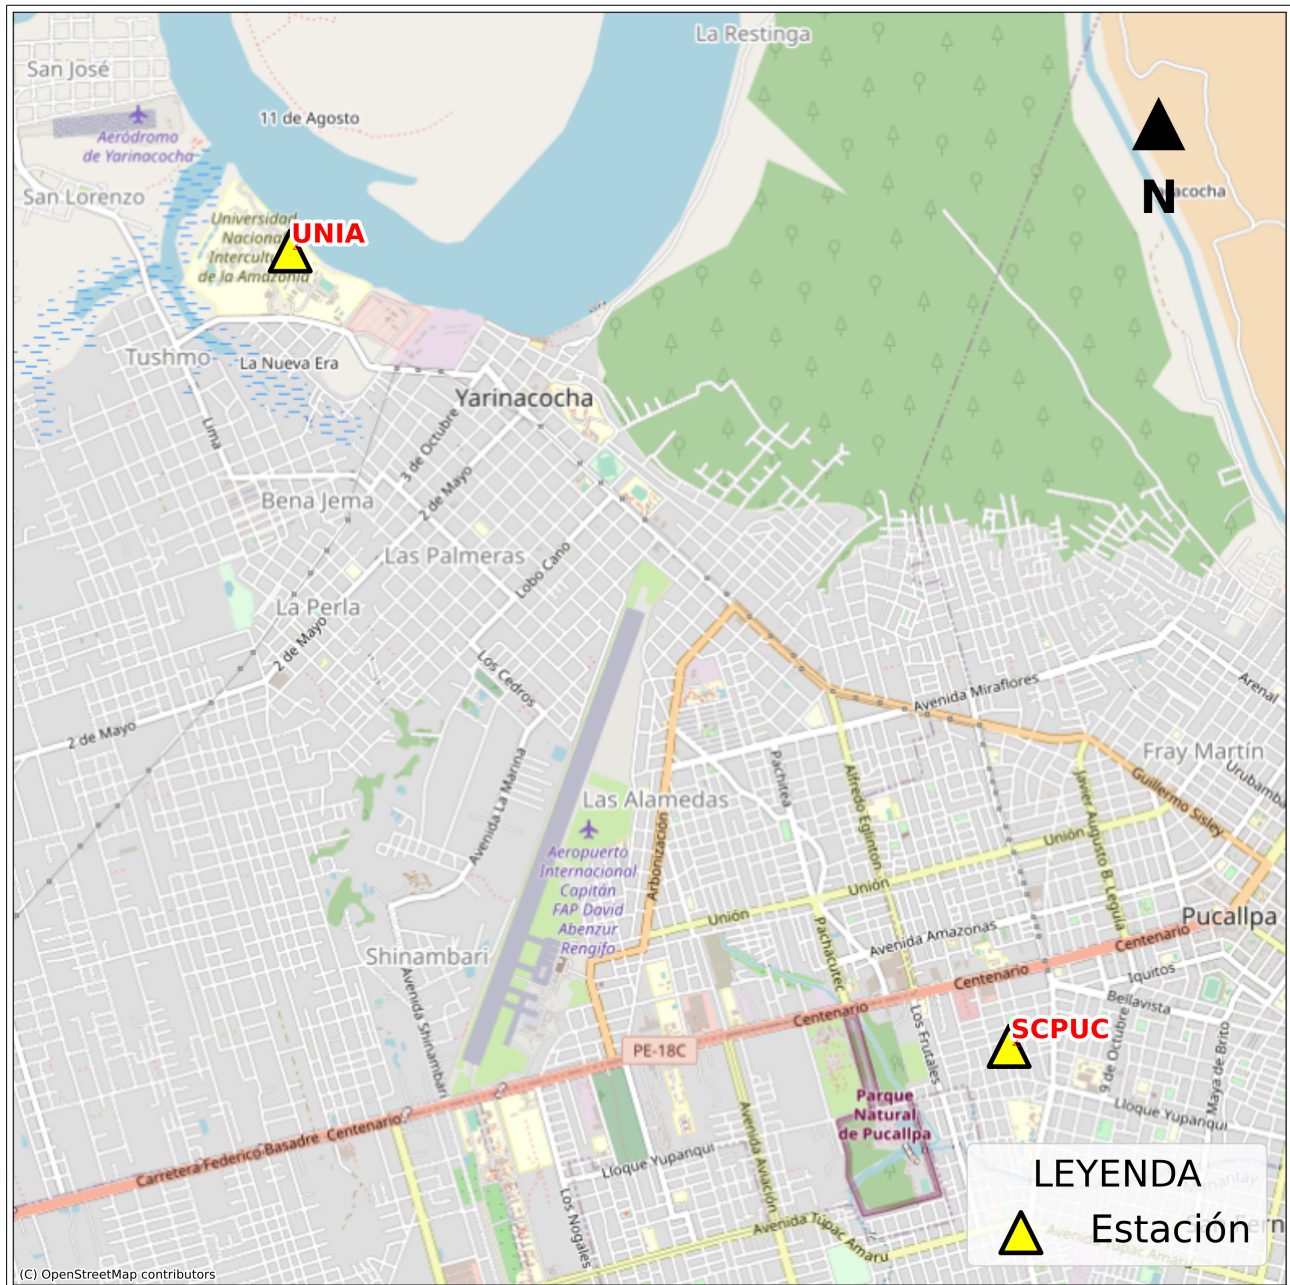 La Restinga
San José
11 de Agosto
Aeródromo
de Yarinacocha
San Lorenzo
N
UNIA
Universidad
Nacional
de la Amazonía
Tushmo
La Nueva Era
Yarinacocha
Lima
3 de Octubre
2 de Mayo
Bena Jema
Las Palmeras
Lobo Cano
La Perla
2 de Mayo
Los Cedros
2 de Mayo
Avenida Miraflores
Arenal
Fray Martín
Urubamba
Pachitea
Alfredo Eglinton
Javier Augusto B. Leguía
Guillermo Sisley
Avenida La Marina
Las Alamedas
Arbonización
Aeropuerto
Internacional
Capitán
FAP David
Abenzur
Rengifo
Unión
Unión
Unión
Pucallpa
Pachacutec
Avenida Amazonas
Centenario
Shinambari
Avenida Shinambari
Centenario
Iquitos
Bellavista
Centenario
Los Frutales
SCPUC
9 de Octubre
Maya de Brito
PE-18C
Parque
Natural
de Pucallpa
Lloque Yupanqui
Carretera Federico Basadre
Centenario
Avenida Aviación
Lloque Yupanqui
Los Nogales
Avenida Túpac Amaru
LEYENDA
Estación
(C) OpenStreetMap contributors